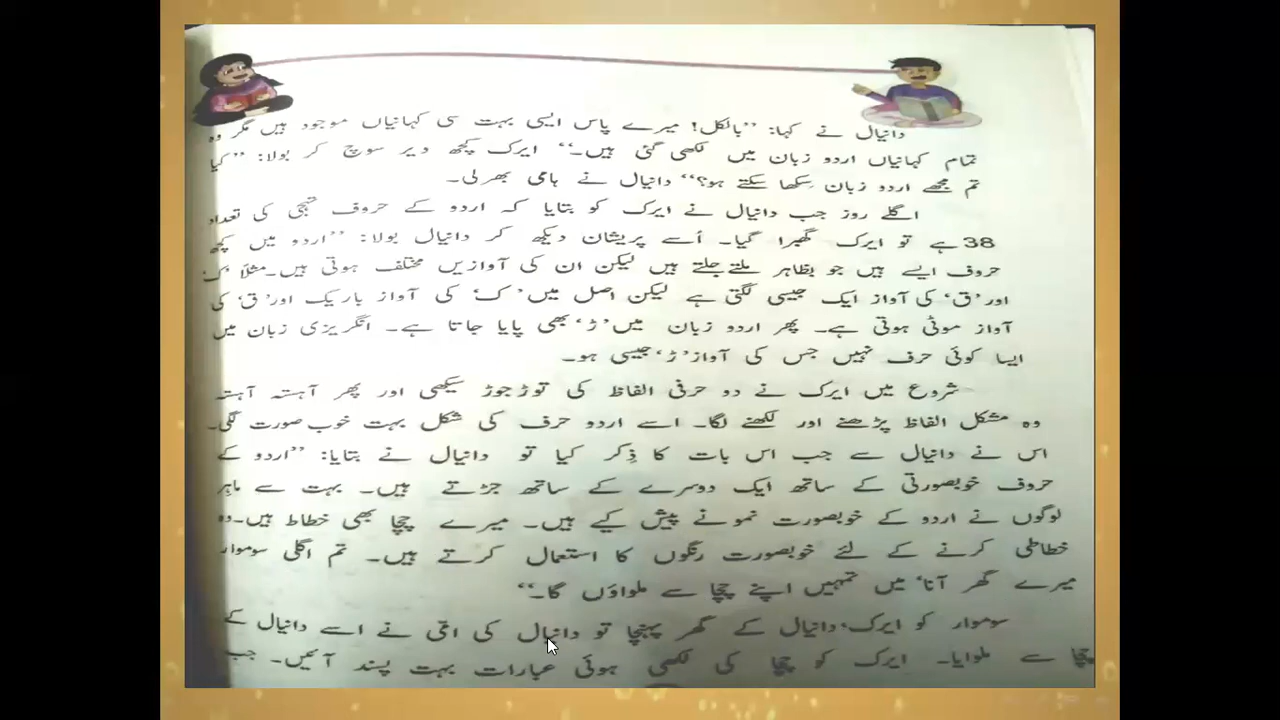 دانیال نے کہا: ”بالکل! میرے پاس ایسی بہت سی کہانیاں موجود ہیں مگر وہ
تمام کہانیاں اردو زبان میں لکھی گئی ہیں۔“ ایرک کچھ دیر سوچ کر بولا: ”کیا
تم مجھے اردو زبان سِکھا سکتے ہو؟“ دانیال نے ہامی بھرلی۔
اگلے روز جب دانیال نے ایرک کو بتایا کہ اردو کے حروف تہجی کی تعداد
38 ہے تو ایرک گھبرا گیا۔ اُسے پریشان دیکھ کر دانیال بولا: ”اردو میں کچھ
حروف ایسے ہیں جو بظاہر ملتے جلتے ہیں لیکن ان کی آوازیں مختلف ہوتی ہیں۔ مثلاً ’ک‘
اور ’ق‘ کی آواز ایک جیسی لگتی ہے لیکن اصل میں ’ک‘ کی آواز باریک اور ’ق‘ کی
آواز موٹی ہوتی ہے۔ پھر اردو زبان میں ’ڑ‘ بھی پایا جاتا ہے۔ انگریزی زبان میں
ایسا کوئی حرف نہیں جس کی آواز ’ڑ‘ جیسی ہو۔
شروع میں ایرک نے دو حرفی الفاظ کی توڑجوڑ سیکھی اور پھر آہستہ آہستہ
وہ مشکل الفاظ پڑھنے اور لکھنے لگا۔ اسے اردو حرف کی شکل بہت خوب صورت لگی۔
اس نے دانیال سے جب اس بات کا ذِکر کیا تو دانیال نے بتایا: ”اردو کے
حروف خوبصورتی کے ساتھ ایک دوسرے کے ساتھ جڑتے ہیں۔ بہت سے ماہر
لوگوں نے اردو کے خوبصورت نمونے پیش کیے ہیں۔ میرے چچا بھی خطاط ہیں۔ وہ
خطاطی کرنے کے لئے خوبصورت رنگوں کا استعمال کرتے ہیں۔ تم اگلی سوموار
میرے گھر آنا، میں تمہیں اپنے چچا سے ملواؤں گا۔“
سوموار کو ایرک، دانیال کے گھر پہنچا تو دانیال کی امّی نے اسے دانیال کے
چچا سے ملوایا۔ ایرک کو چچا کی لکھی ہوئی عبارات بہت پسند آئیں۔ جب